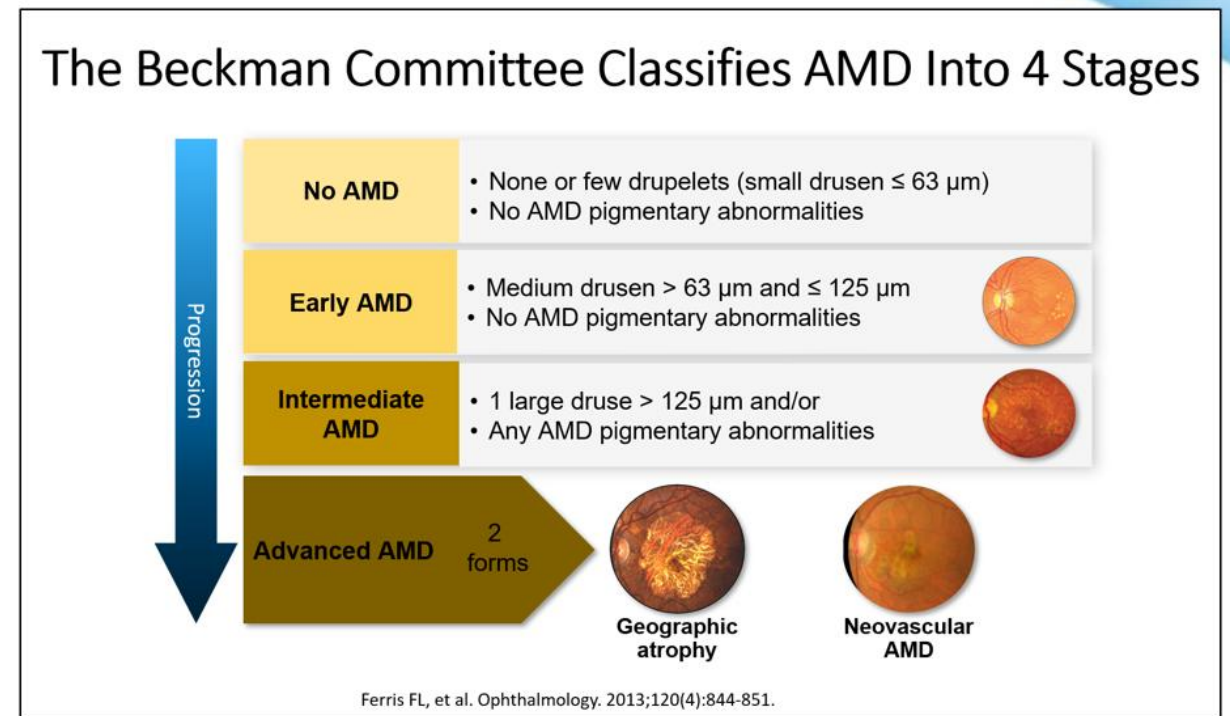 The Beckman Committee Classifies AMD Into 4 Stages
Progression
No AMD
• None or few drupelets (small drusen ≤ 63 µm)
• No AMD pigmentary abnormalities
Early AMD
• Medium drusen > 63 µm and ≤ 125 µm
• No AMD pigmentary abnormalities
Intermediate
AMD
• 1 large druse > 125 µm and/or
• Any AMD pigmentary abnormalities
Advanced AMD
2
forms
Geographic
atrophy
Neovascular
AMD
Ferris FL, et al. Ophthalmology. 2013;120(4):844-851.